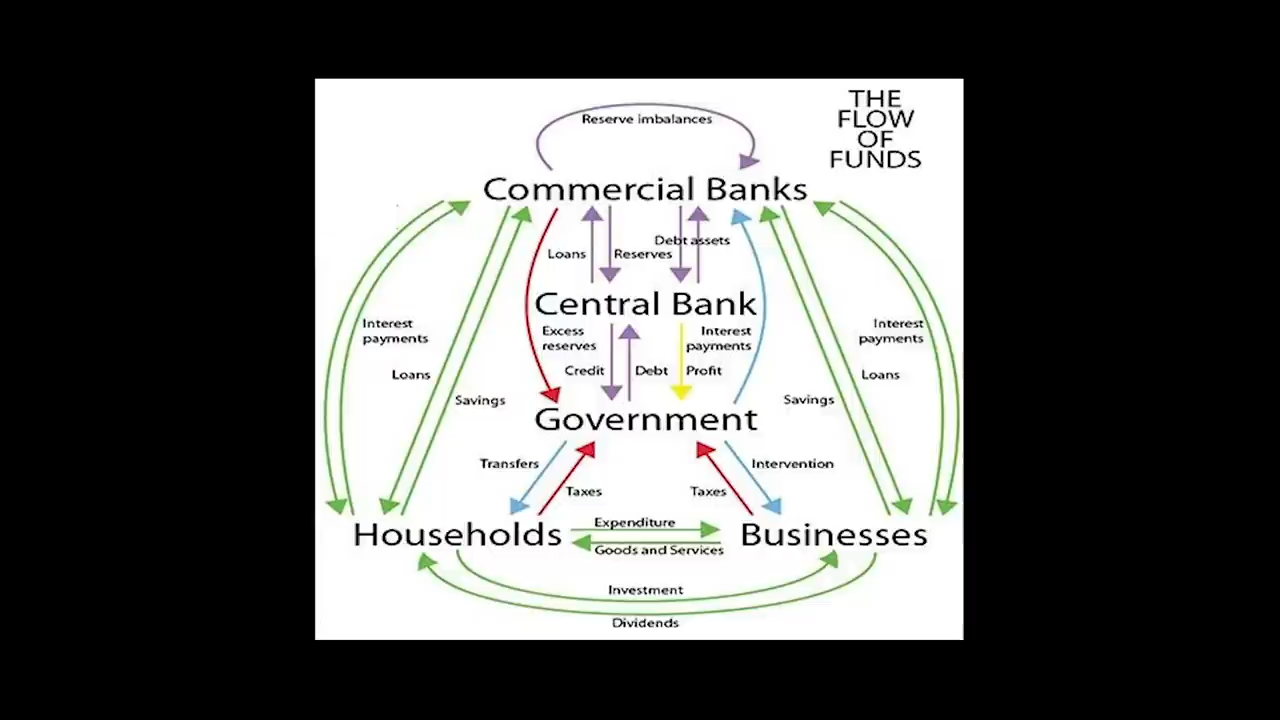 THE
FLOW
OF
FUNDS
Reserve imbalances
Commercial Banks
Loans
Reserves
Debt assets
Central Bank
Excess
reserves
Interest
payments
Credit
Debt
Profit
Interest
payments
Loans
Savings
Interest
payments
Loans
Savings
Government
Transfers
Taxes
Taxes
Intervention
Households
Expenditure
Goods and Services
Businesses
Investment
Dividends